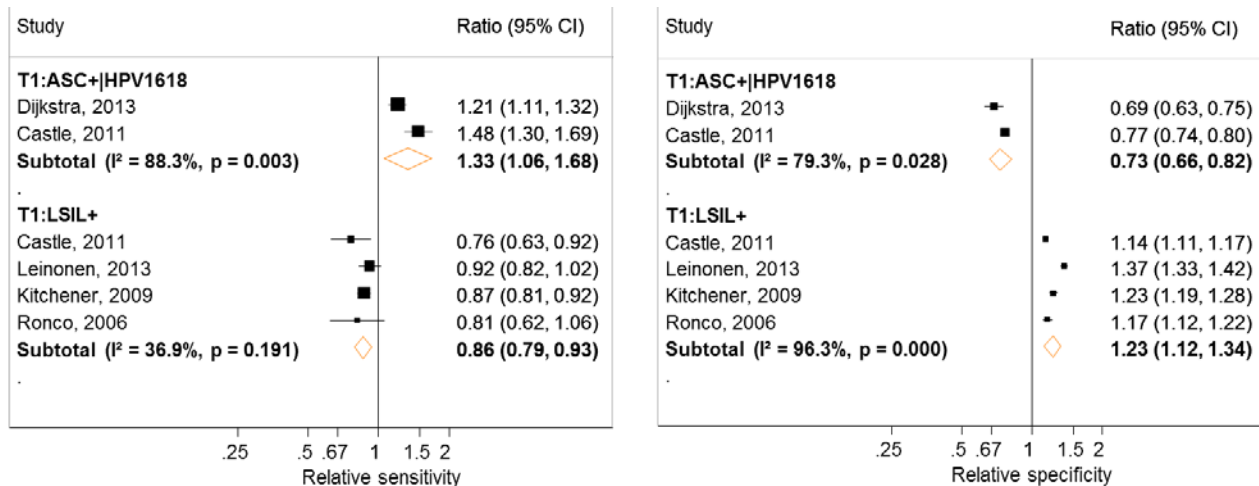 Study Ratio (95% CI)
T1:ASC+|HPV1618
Dijkstra, 2013 1.21 (1.11, 1.32)
Castle, 2011 1.48 (1.30, 1.69)
Subtotal (I² = 88.3%, p = 0.003) 1.33 (1.06, 1.68)
.
T1:LSIL+
Castle, 2011 0.76 (0.63, 0.92)
Leinonen, 2013 0.92 (0.82, 1.02)
Kitchener, 2009 0.87 (0.81, 0.92)
Ronco, 2006 0.81 (0.62, 1.06)
Subtotal (I² = 36.9%, p = 0.191) 0.86 (0.79, 0.93)
.
.25 .5 .67 1 1.5 2
Relative sensitivity
Study Ratio (95% CI)
T1:ASC+|HPV1618
Dijkstra, 2013 0.69 (0.63, 0.75)
Castle, 2011 0.77 (0.74, 0.80)
Subtotal (I² = 79.3%, p = 0.028) 0.73 (0.66, 0.82)
.
T1:LSIL+
Castle, 2011 1.14 (1.11, 1.17)
Leinonen, 2013 1.37 (1.33, 1.42)
Kitchener, 2009 1.23 (1.19, 1.28)
Ronco, 2006 1.17 (1.12, 1.22)
Subtotal (I² = 96.3%, p = 0.000) 1.23 (1.12, 1.34)
.
.25 .5 .67 1 1.5 2
Relative specificity